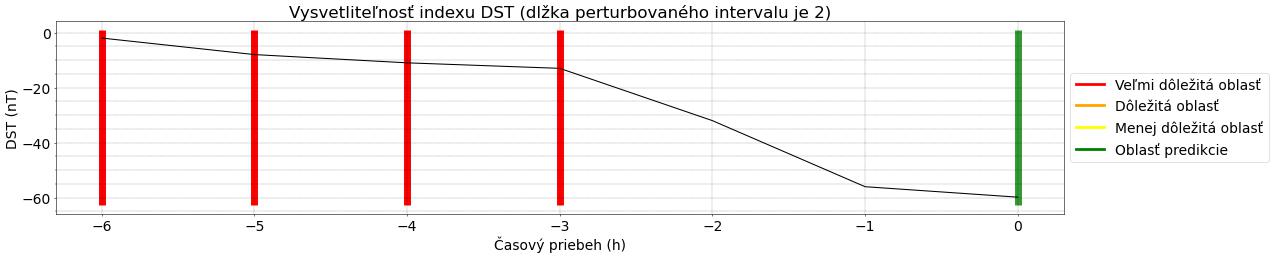 Vysvetliteľnosť indexu DST (dlžka perturbovaného intervalu je 2)
0
−20
−40
−60
DST (nT)
−6 −5 −4 −3 −2 −1 0
Časový priebeh (h)
Veľmi dôležitá oblasť
Dôležitá oblasť
Menej dôležitá oblasť
Oblasť predikcie